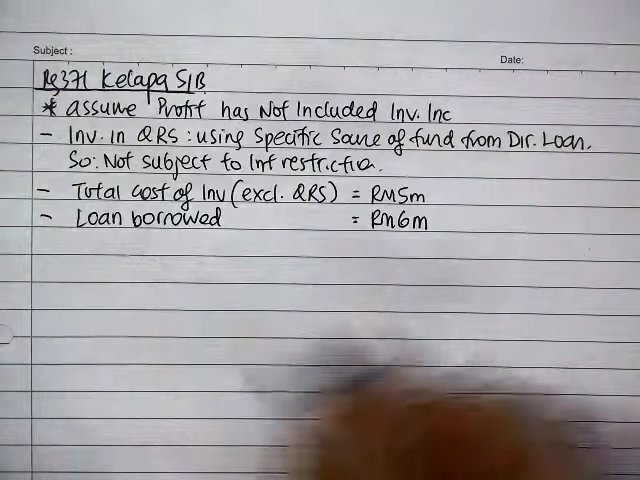 Subject :
Date:
Pg371 Kelapa S/B
* assume Profit has Not Included Inv. Inc
- Inv. in QRS : using Specific Source of fund from Dir. Loan.
So: Not subject to Int restriction.
- Total cost of Inv (excl. QRS) = RM5m
- Loan borrowed = RM6m